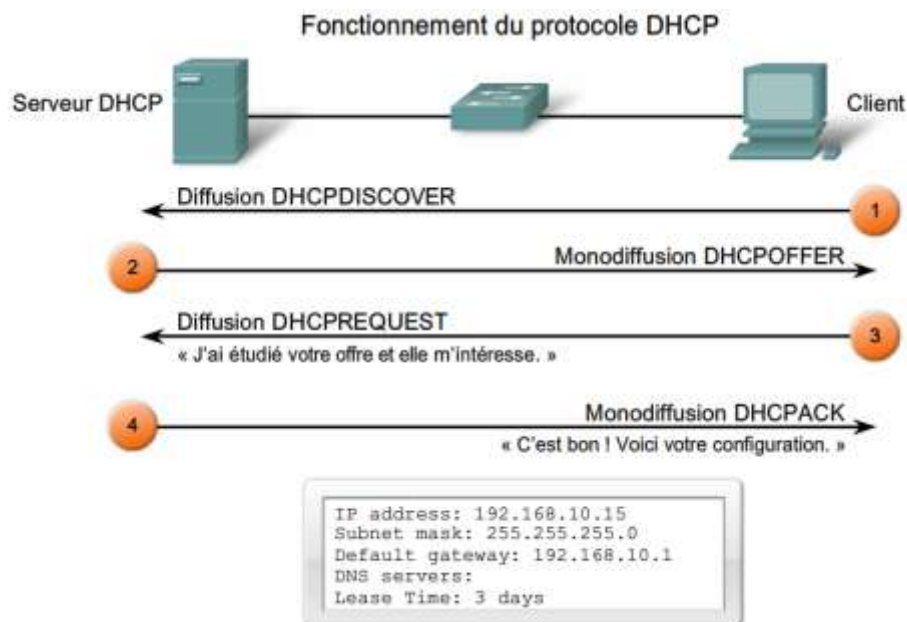 Fonctionnement du protocole DHCP
Serveur DHCP
Client
Diffusion DHCPDISCOVER
1
2
Monodiffusion DHCPOFFER
Diffusion DHCPREQUEST
3
« J'ai étudié votre offre et elle m'intéresse. »
4
Monodiffusion DHCPACK
« C'est bon ! Voici votre configuration. »
IP address: 192.168.10.15
Subnet mask: 255.255.255.0
Default gateway: 192.168.10.1
DNS servers:
Lease Time: 3 days